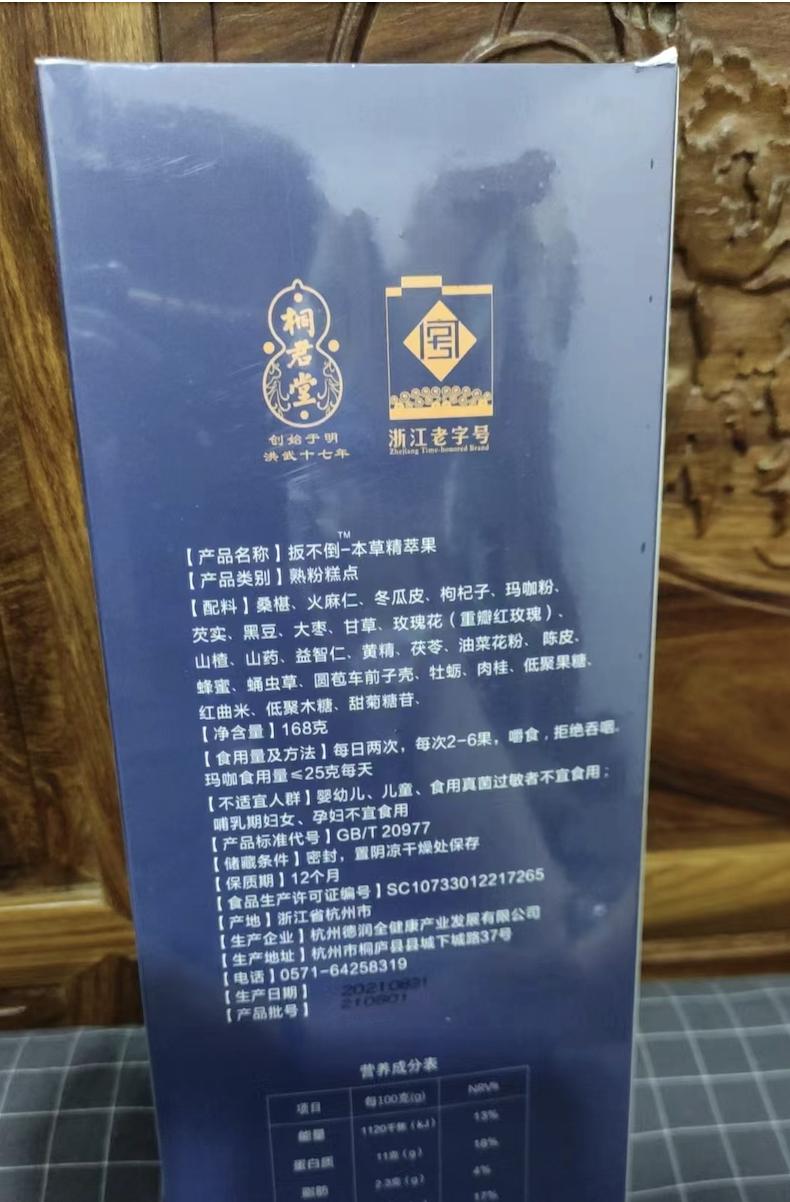 桐君堂
创始于明
洪武十七年
浙江老字号
Zhejiang Time-honored Brand
【产品名称】扳不倒™-本草精萃果
【产品类别】熟粉糕点
【配料】桑椹、火麻仁、冬瓜皮、枸杞子、玛咖粉、
芡实、黑豆、大枣、甘草、玫瑰花（重瓣红玫瑰）、
山楂、山药、益智仁、黄精、茯苓、油菜花粉、陈皮、
蜂蜜、蛹虫草、圆苞车前子壳、牡蛎、肉桂、低聚果糖、
红曲米、低聚木糖、甜菊糖苷、
【净含量】168克
【食用量及方法】每日两次，每次2-6果，嚼食，拒绝吞咽。
玛咖食用量≤25克每天
【不适宜人群】婴幼儿、儿童、食用真菌过敏者不宜食用；
哺乳期妇女、孕妇不宜食用
【产品标准代号】GB/T 20977
【储藏条件】密封，置阴凉干燥处保存
【保质期】12个月
【食品生产许可证编号】SC10733012217265
【产地】浙江省杭州市
【生产企业】杭州德润全健康产业发展有限公司
【生产地址】杭州市桐庐县县城下城路37号
【电话】0571-64258319
【生产日期】20210831
【产品批号】210801
营养成分表
项目 每100克(g) NRV%
能量 1120千焦（kJ） 13%
蛋白质 11克（g） 18%
脂肪 2.3克（g） 4%
17%